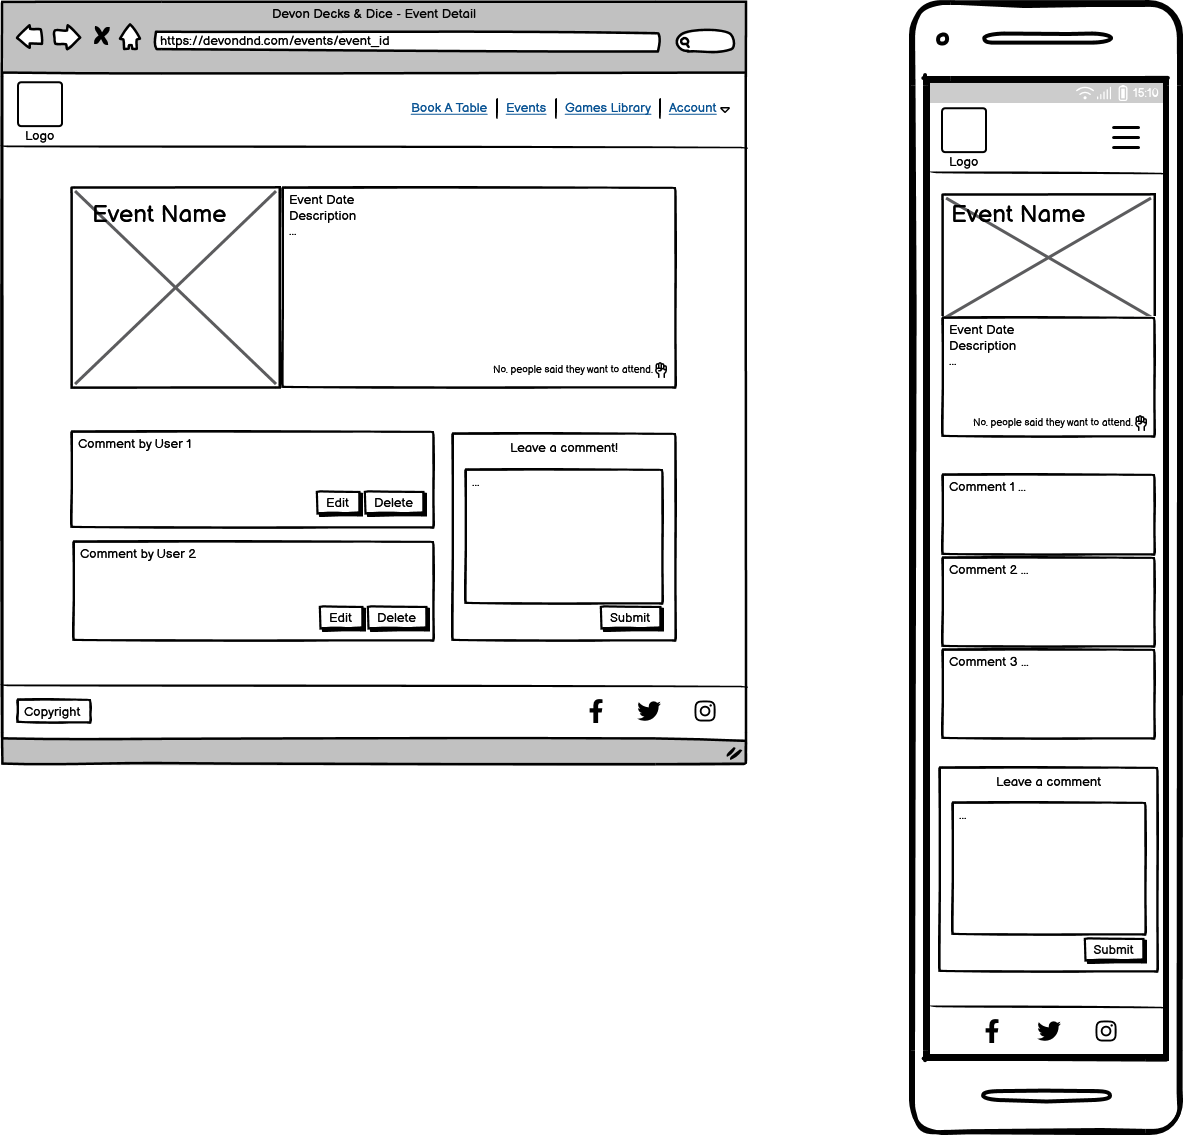 Devon Decks & Dice - Event Detail
https://devondnd.com/events/event_id
Logo
Book A Table
Events
Games Library
Account
Event Name
Event Date
Description
...
No. people said they want to attend.
Comment by User 1
Edit
Delete
Comment by User 2
Edit
Delete
Leave a comment!
...
Submit
Copyright
15:10
Logo
Event Name
Event Date
Description
...
No. people said they want to attend.
Comment 1 ...
Comment 2 ...
Comment 3 ...
Leave a comment
...
Submit